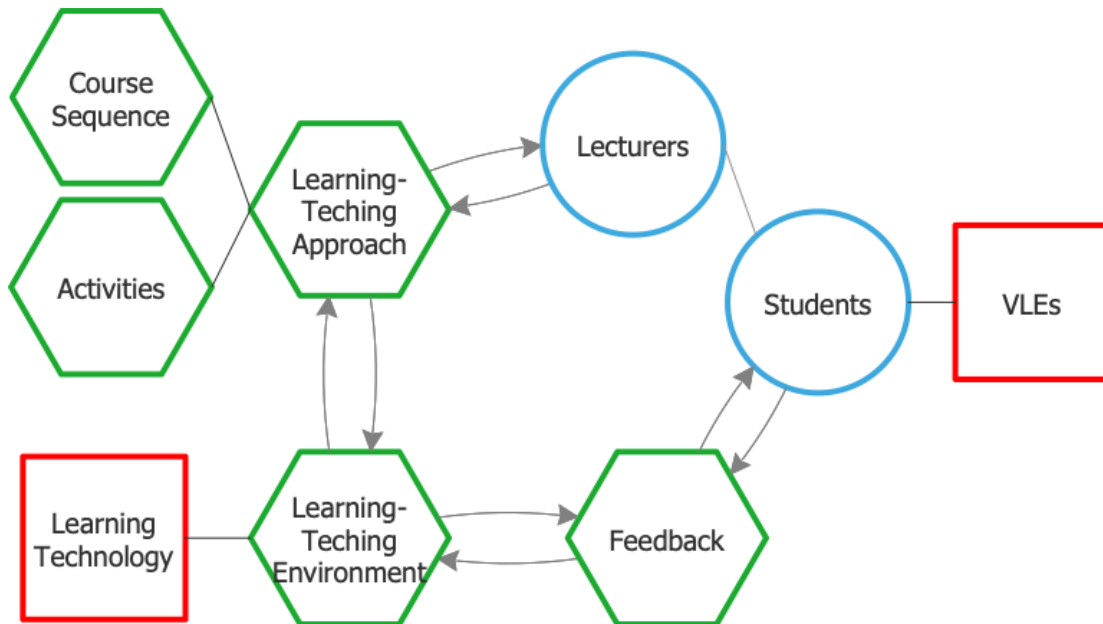 Course
Sequence
Activities
Learning-
Teching
Approach
Lecturers
Students
VLEs
Learning
Technology
Learning-
Teching
Environment
Feedback